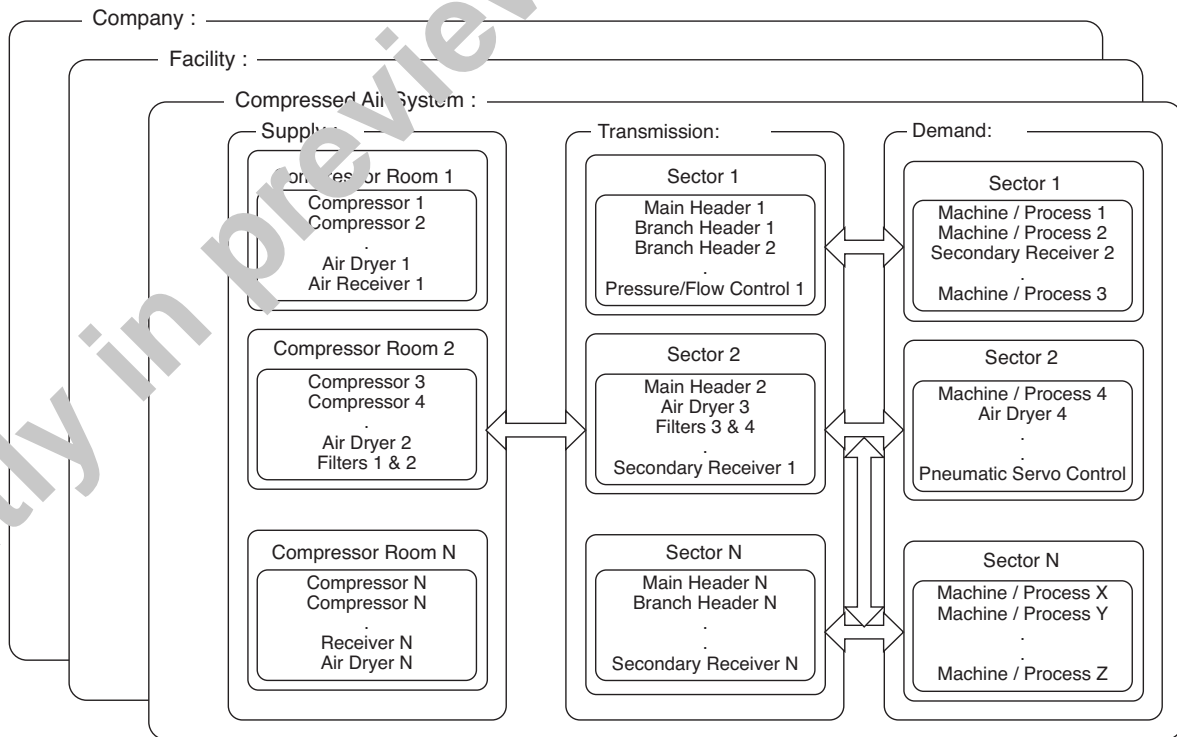 Company :
Facility :
Compressed Air System :
Supply :
Compressor Room 1
Compressor 1
Compressor 2
.
Air Dryer 1
Air Receiver 1
Compressor Room 2
Compressor 3
Compressor 4
.
Air Dryer 2
Filters 1 & 2
Compressor Room N
Compressor N
Compressor N
.
Receiver N
Air Dryer N
Transmission:
Sector 1
Main Header 1
Branch Header 1
Branch Header 2
.
Pressure/Flow Control 1
Sector 2
Main Header 2
Air Dryer 3
Filters 3 & 4
.
Secondary Receiver 1
Sector N
Main Header N
Branch Header N
.
.
Secondary Receiver N
Demand:
Sector 1
Machine / Process 1
Machine / Process 2
Secondary Receiver 2
.
Machine / Process 3
Sector 2
Machine / Process 4
Air Dryer 4
.
.
Pneumatic Servo Control
Sector N
Machine / Process X
Machine / Process Y
.
.
Machine / Process Z
tly in preview